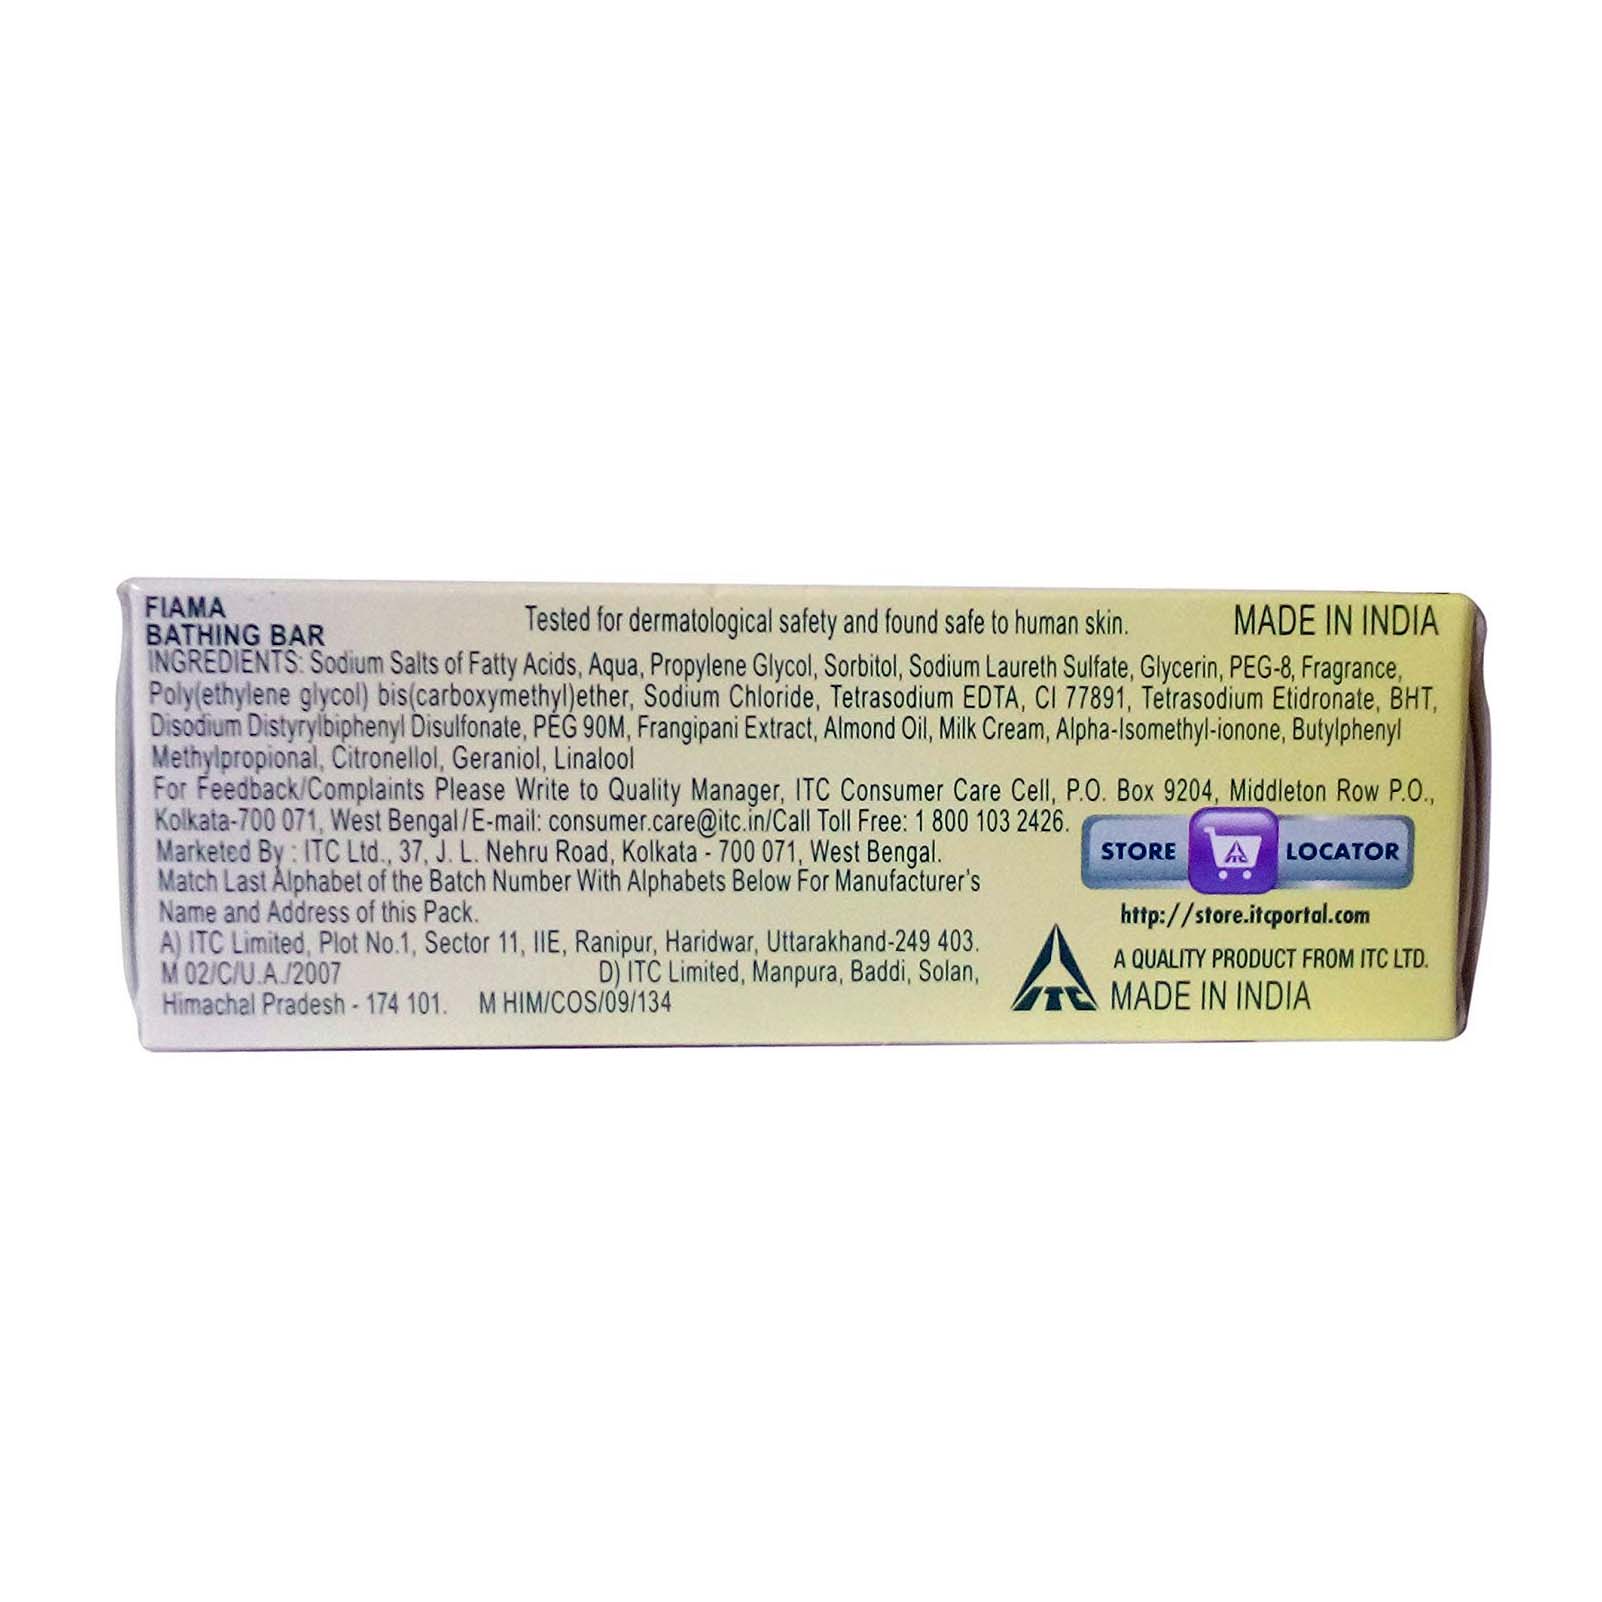 FIAMA
BATHING BAR
Tested for dermatological safety and found safe to human skin.
MADE IN INDIA
INGREDIENTS: Sodium Salts of Fatty Acids, Aqua, Propylene Glycol, Sorbitol, Sodium Laureth Sulfate, Glycerin, PEG-8, Fragrance,
Poly(ethylene glycol) bis(carboxymethyl)ether, Sodium Chloride, Tetrasodium EDTA, CI 77891, Tetrasodium Etidronate, BHT,
Disodium Distyrylbiphenyl Disulfonate, PEG 90M, Frangipani Extract, Almond Oil, Milk Cream, Alpha-Isomethyl-ionone, Butylphenyl
Methylpropional, Citronellol, Geraniol, Linalool
For Feedback/Complaints Please Write to Quality Manager, ITC Consumer Care Cell, P.O. Box 9204, Middleton Row P.O.,
Kolkata-700 071, West Bengal/E-mail: consumer.care@itc.in/Call Toll Free: 1 800 103 2426.
Marketed By : ITC Ltd., 37, J. L. Nehru Road, Kolkata - 700 071, West Bengal.
Match Last Alphabet of the Batch Number With Alphabets Below For Manufacturer's
Name and Address of this Pack.
A) ITC Limited, Plot No.1, Sector 11, IIE, Ranipur, Haridwar, Uttarakhand-249 403.
M 02/C/U.A./2007 D) ITC Limited, Manpura, Baddi, Solan,
Himachal Pradesh - 174 101. M HIM/COS/09/134
STORE ITC LOCATOR
http://store.itcportal.com
ITC
A QUALITY PRODUCT FROM ITC LTD.
MADE IN INDIA